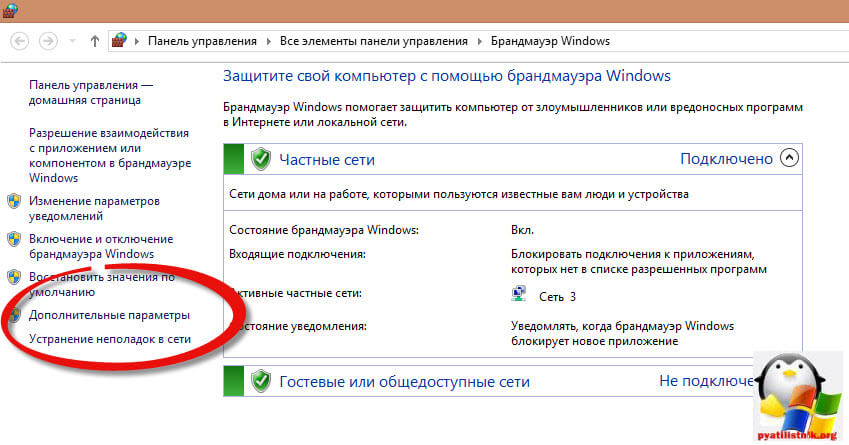 Панель управления
Все элементы панели управления
Брандмауэр Windows
Панель управления —
домашняя страница
Разрешение взаимодействия
с приложением или
компонентом в брандмауэре
Windows
Изменение параметров
уведомлений
Включение и отключение
брандмауэра Windows
Восстановить значения по
умолчанию
Дополнительные параметры
Устранение неполадок в сети
Защитите свой компьютер с помощью брандмауэра Windows
Брандмауэр Windows помогает защитить компьютер от злоумышленников или вредоносных программ
в Интернете или локальной сети.
Частные сети Подключено
Сети дома или на работе, которыми пользуются известные вам люди и устройства
Состояние брандмауэра Windows: Вкл.
Входящие подключения: Блокировать подключения к приложениям,
которых нет в списке разрешенных программ
Активные частные сети: Сеть 3
Состояние уведомления: Уведомлять, когда брандмауэр Windows
блокирует новое приложение
Гостевые или общедоступные сети Не подключено
pyatilistnik.org